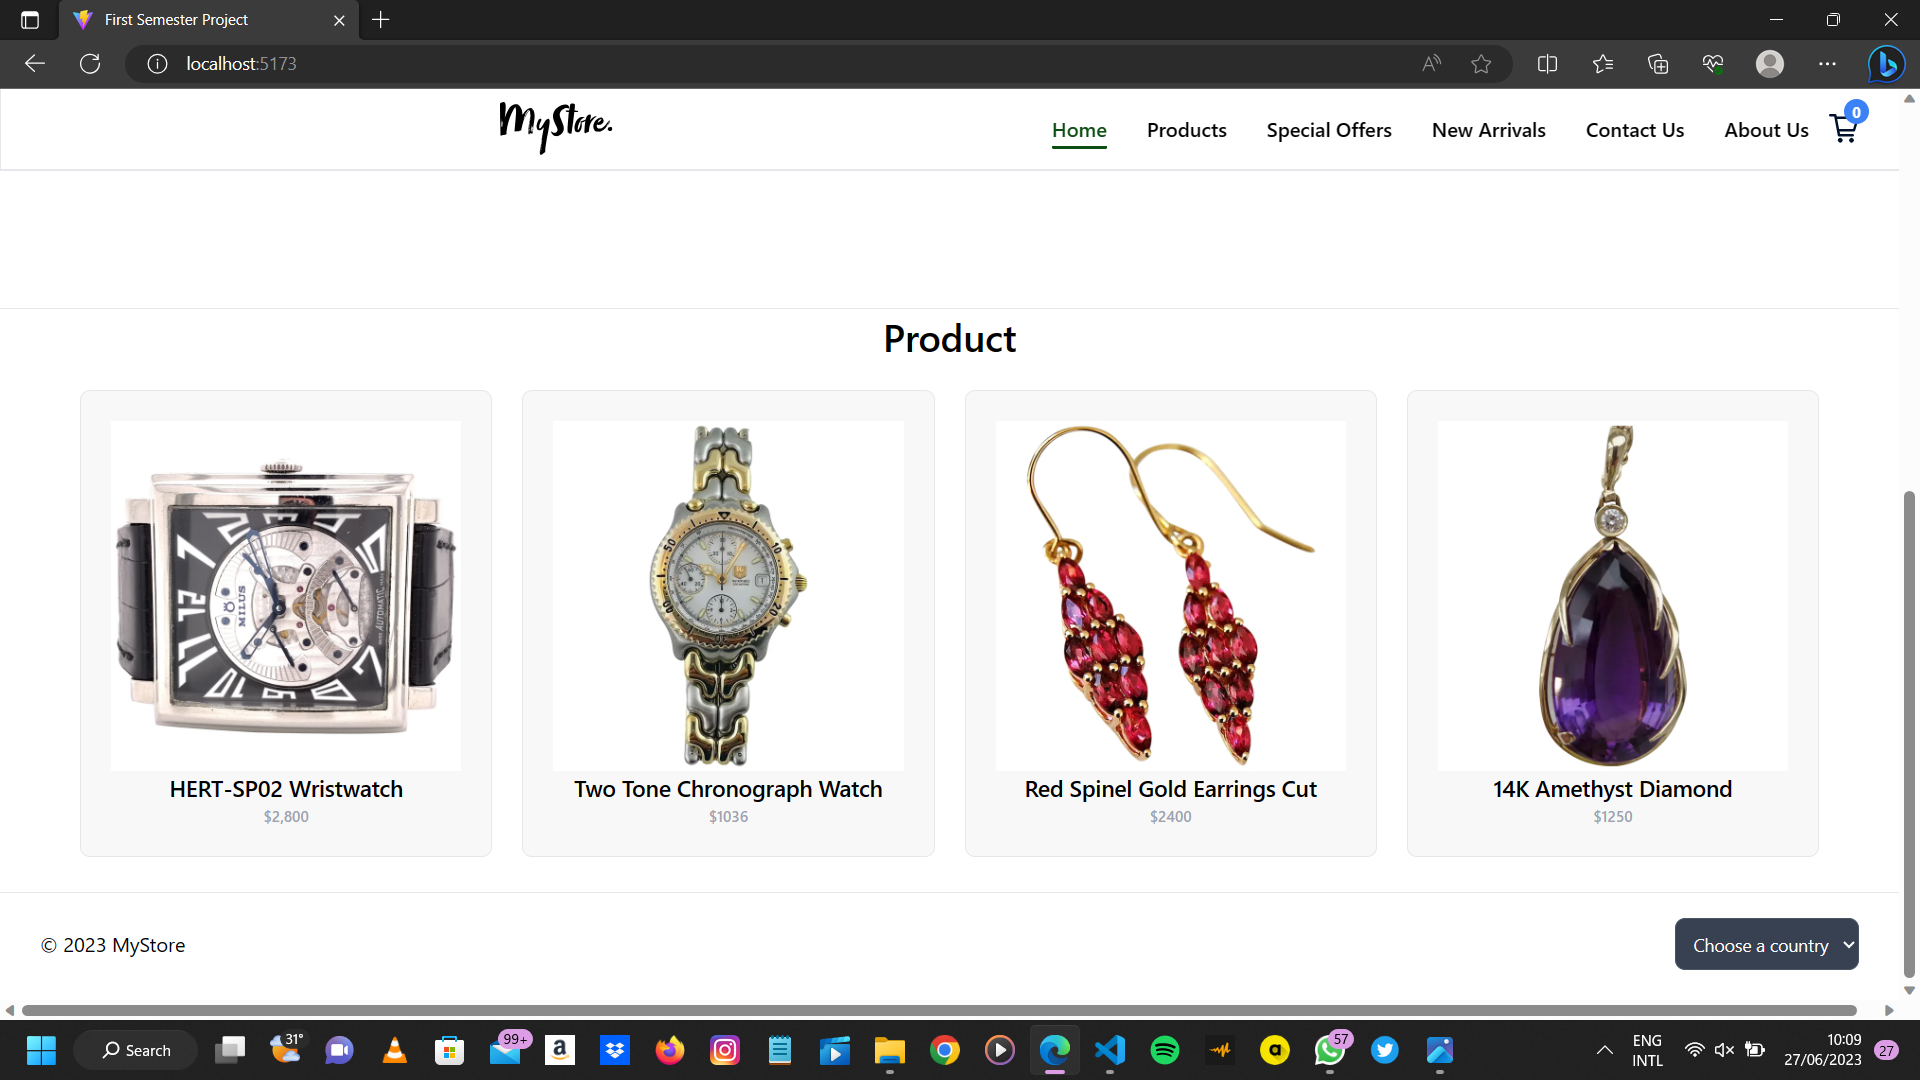 First Semester Project
localhost:5173
MyStore.
Home
Products
Special Offers
New Arrivals
Contact Us
About Us
0
Product
MILUS
AUTOMATIC
HERT-SP02 Wristwatch
$2,800
Two Tone Chronograph Watch
$1036
Red Spinel Gold Earrings Cut
$2400
14K Amethyst Diamond
$1250
© 2023 MyStore
Choose a country
Search
31°
99+
57
ENG
INTL
10:09
27/06/2023
27